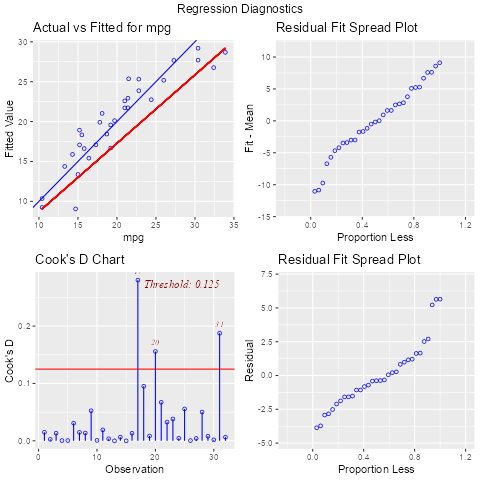 Regression Diagnostics
Actual vs Fitted for mpg
Fitted Value
30
25
20
15
10
10 15 20 25 30 35
mpg
Residual Fit Spread Plot
Fit - Mean
10
5
0
-5
-10
-15
0.0 0.4 0.8 1.2
Proportion Less
Cook's D Chart
Cook's D
0.2
0.1
0.0
Threshold: 0.125
20
31
0 10 20 30
Observation
Residual Fit Spread Plot
Residual
7.5
5.0
2.5
0.0
-2.5
-5.0
0.0 0.4 0.8 1.2
Proportion Less